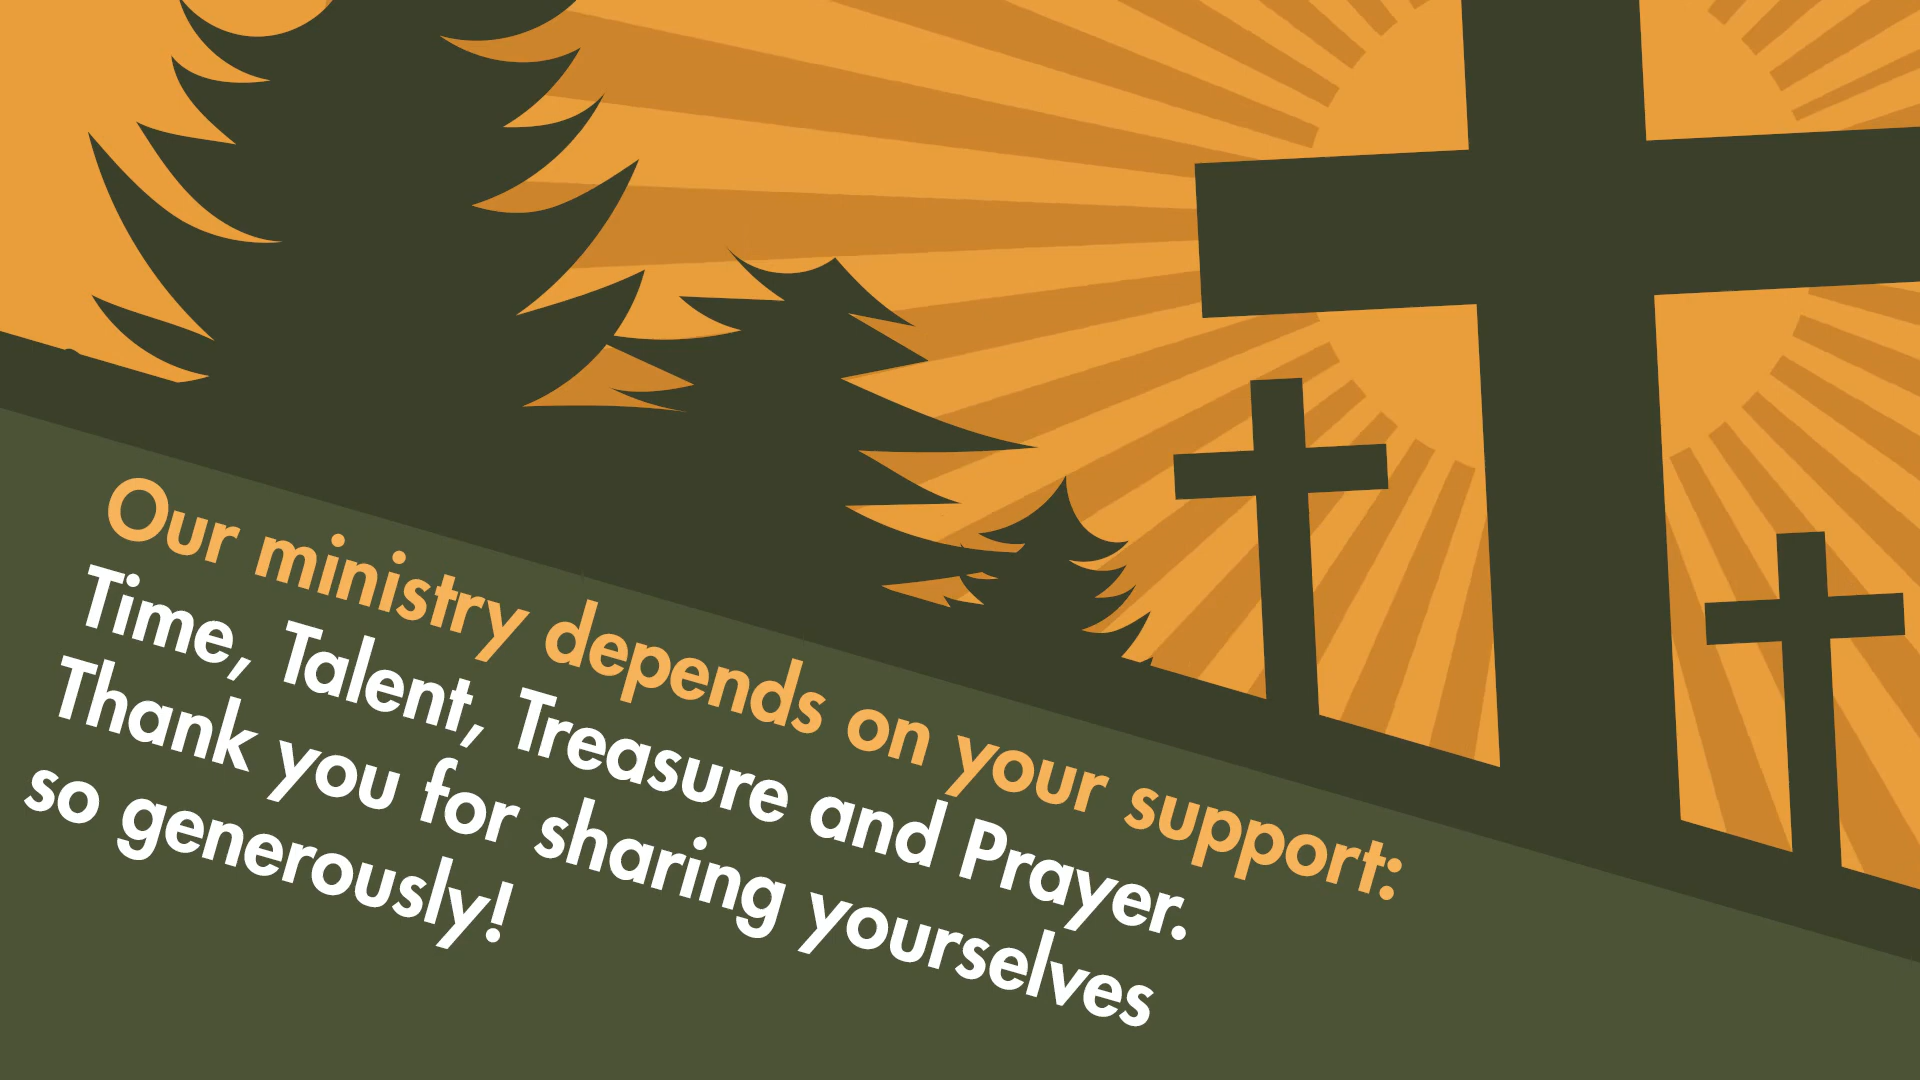 Our ministry depends on your support:
Time, Talent, Treasure and Prayer.
Thank you for sharing yourselves
so generously!